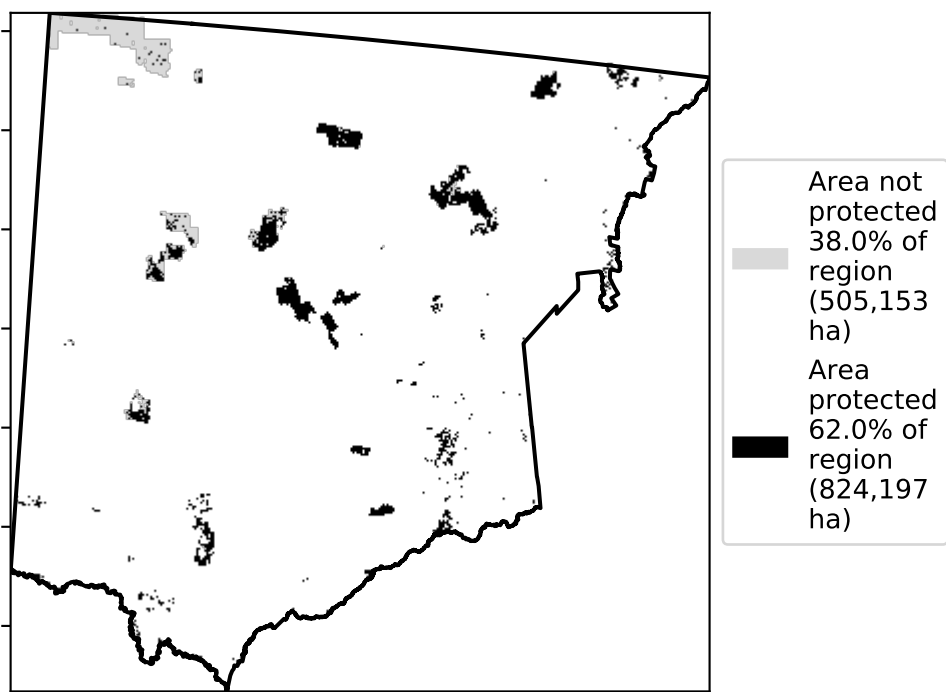 Area not
protected
38.0% of
region
(505,153
ha)
Area
protected
62.0% of
region
(824,197
ha)